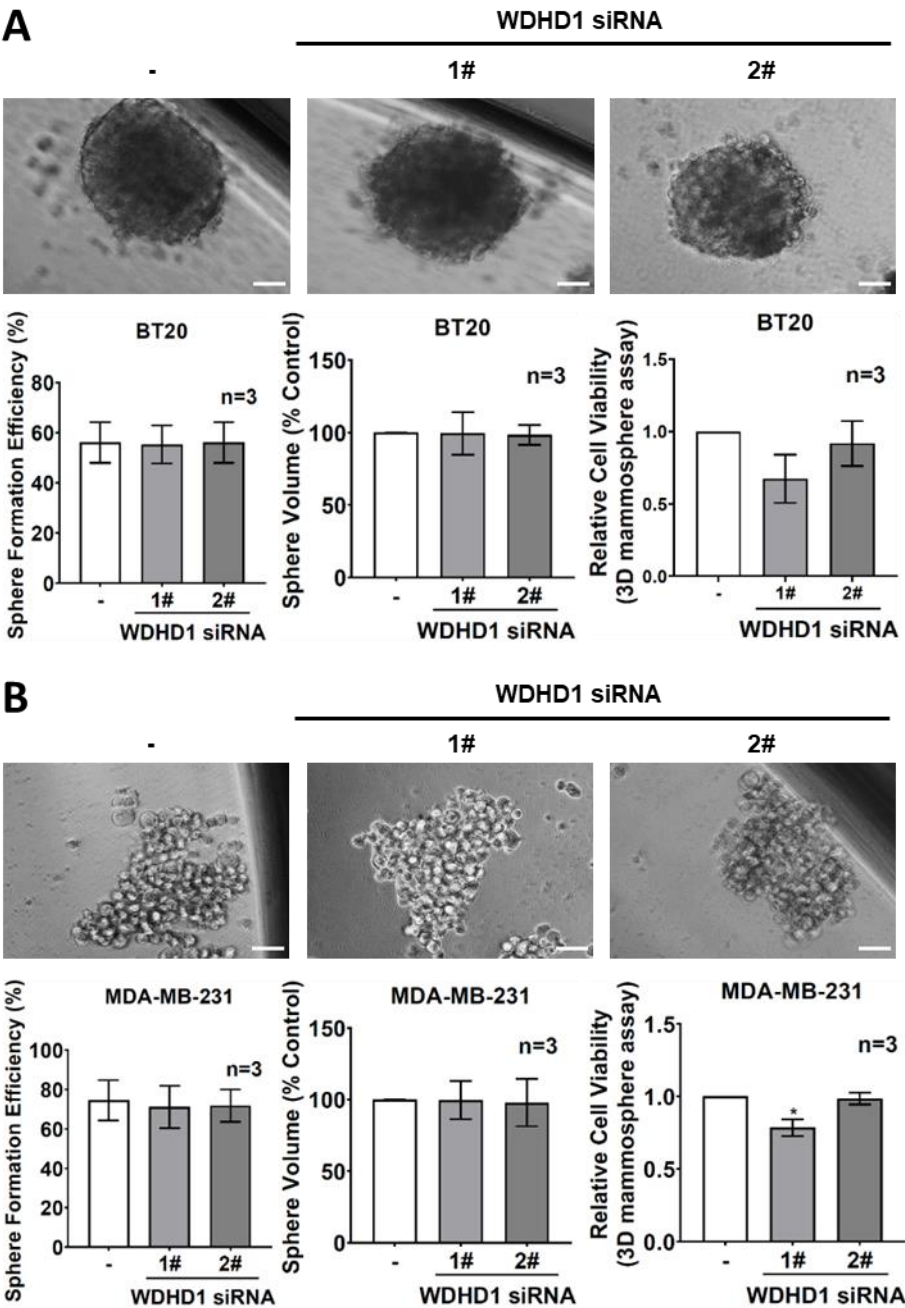 A
WDHD1 siRNA
-
1#
2#
BT20
Sphere Formation Efficiency (%)
80
60
40
20
0
n=3
-
1#
2#
WDHD1 siRNA
BT20
Sphere Volume (% Control)
150
100
50
0
n=3
-
1#
2#
WDHD1 siRNA
BT20
Relative Cell Viability
(3D mammosphere assay)
1.5
1.0
0.5
0.0
n=3
-
1#
2#
WDHD1 siRNA
B
WDHD1 siRNA
-
1#
2#
MDA-MB-231
Sphere Formation Efficiency (%)
100
80
60
40
20
0
n=3
-
1#
2#
WDHD1 siRNA
MDA-MB-231
Sphere Volume (% Control)
150
100
50
0
n=3
-
1#
2#
WDHD1 siRNA
MDA-MB-231
Relative Cell Viability
(3D mammosphere assay)
1.5
1.0
0.5
0.0
n=3
*
-
1#
2#
WDHD1 siRNA